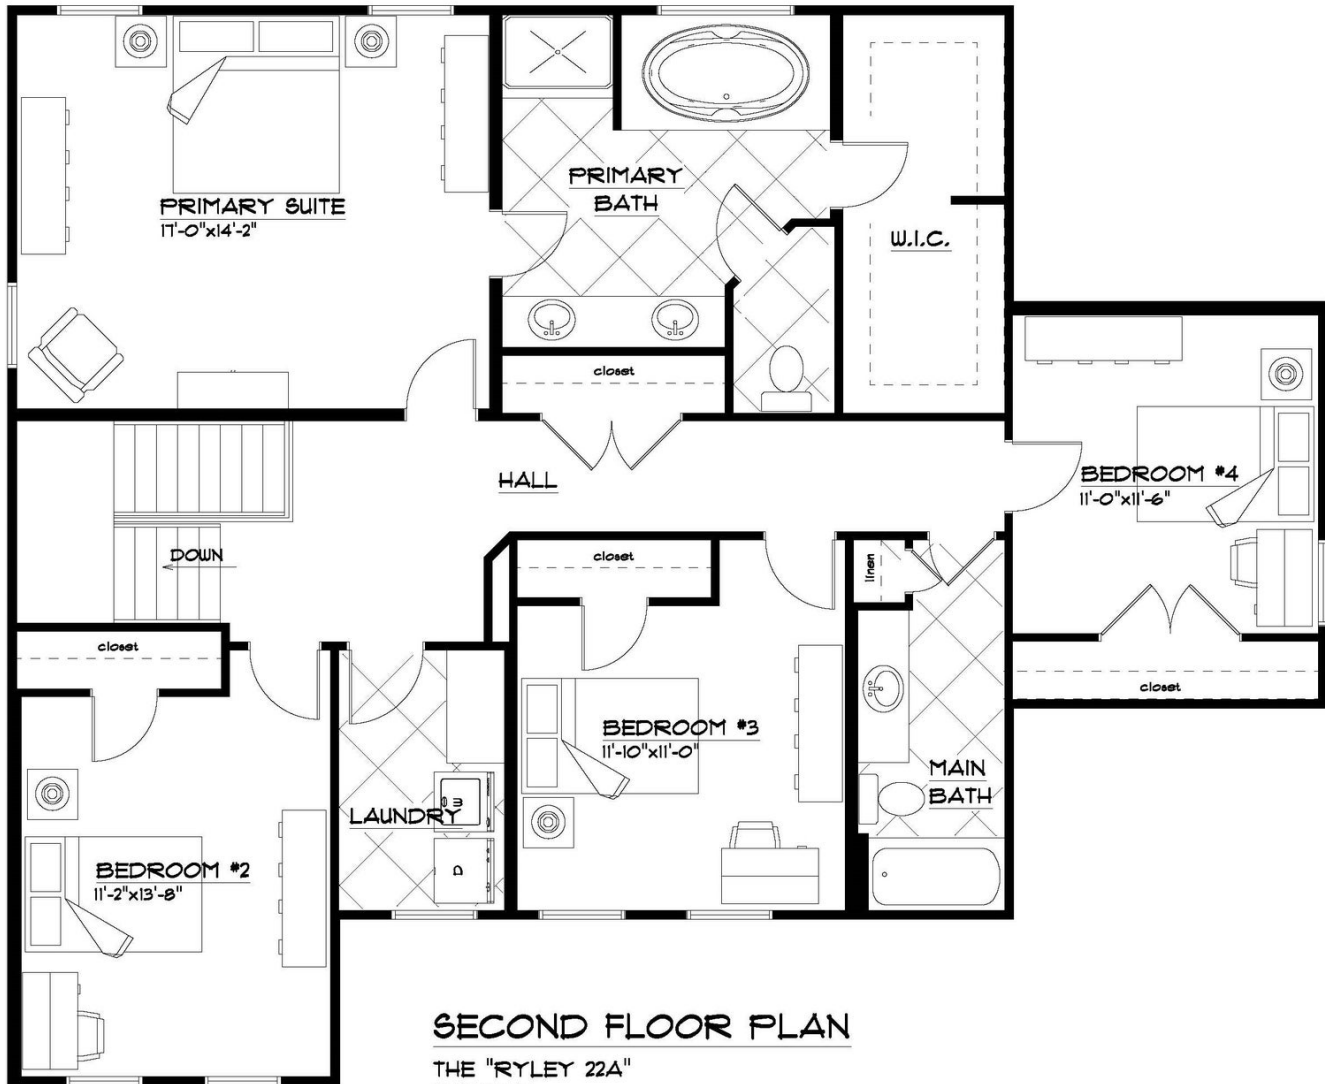 PRIMARY SUITE
17'-0"x14'-2"
PRIMARY
BATH
W.I.C.
closet
HALL
BEDROOM #4
11'-0"x11'-6"
DOWN
closet
linen
closet
closet
BEDROOM #3
11'-10"x11'-0"
MAIN
BATH
W
LAUNDRY
D
BEDROOM #2
11'-2"x13'-8"
SECOND FLOOR PLAN
THE "RYLEY 22A"